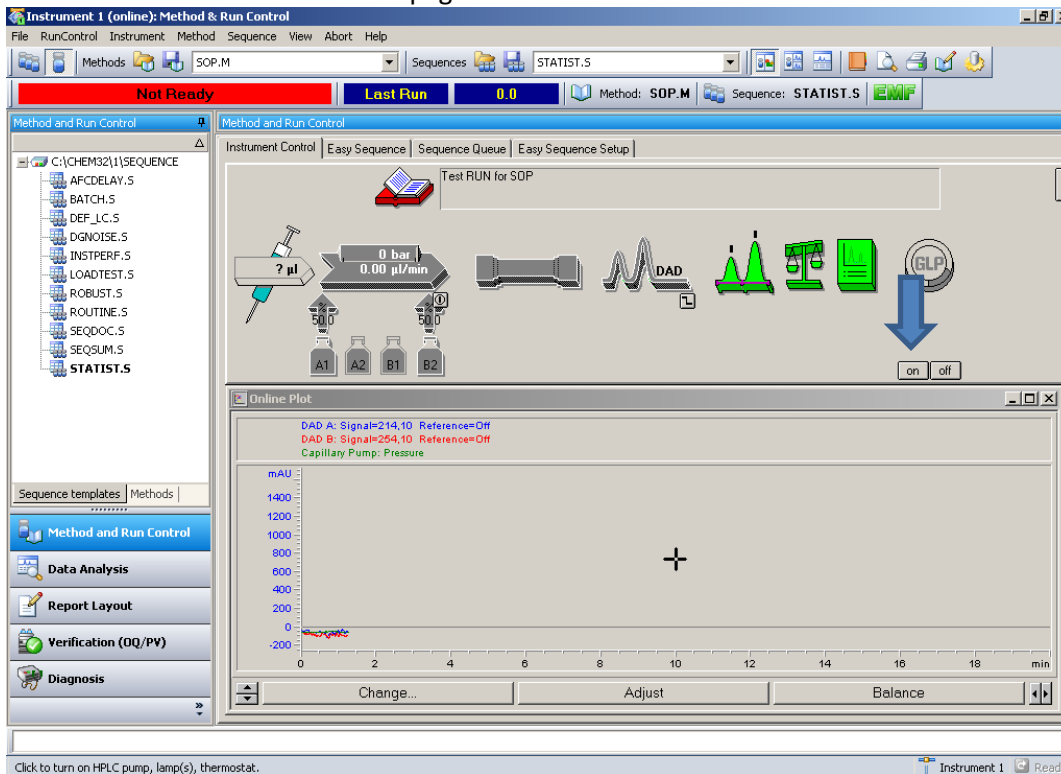 Instrument 1 (online): Method & Run Control
File RunControl Instrument Method Sequence View Abort Help
Methods SOP.M Sequences STATIST.S
Not Ready Last Run 0.0 Method: SOP.M Sequence: STATIST.S EMF
Method and Run Control
Method and Run Control
Instrument Control Easy Sequence Sequence Queue Easy Sequence Setup
C:\CHEM32\1\SEQUENCE
AFCDELAY.S
BATCH.S
DEF_LC.S
DGNOISE.S
INSTPERF.S
LOADTEST.S
ROBUST.S
ROUTINE.S
SEQDOC.S
SEQSUM.S
STATIST.S
Sequence templates Methods
Method and Run Control
Data Analysis
Report Layout
Verification (OQ/PV)
Diagnosis
Test RUN for SOP
? µl
0 bar
0.00 µl/min
DAD
GLP
50.0 50.0
A1 A2 B1 B2
on off
Online Plot
DAD A: Signal=214,10 Reference=Off
DAD B: Signal=254,10 Reference=Off
Capillary Pump: Pressure
mAU
1400
1200
1000
800
600
400
200
0
-200
0 2 4 6 8 10 12 14 16 18 min
Change... Adjust Balance
Click to turn on HPLC pump, lamp(s), thermostat.
Instrument 1